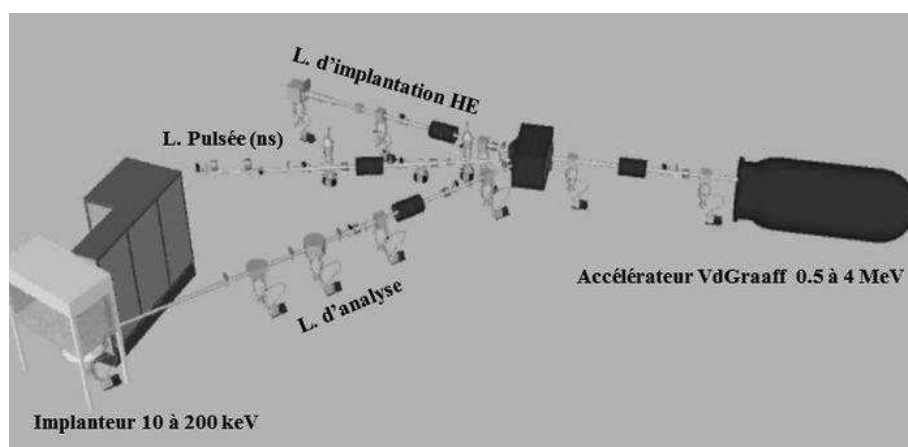 L. d'implantation HE
L. Pulsée (ns)
Accélérateur VdGraaff 0.5 à 4 MeV
L. d'analyse
Implanteur 10 à 200 keV